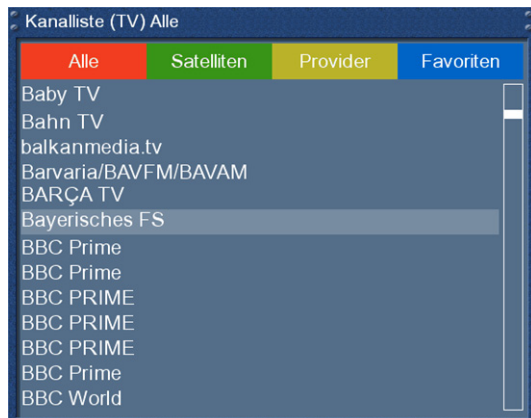 Kanalliste (TV) Alle
Alle Satelliten Provider Favoriten
Baby TV
Bahn TV
balkanmedia.tv
Barvaria/BAVFM/BAVAM
BARÇA TV
Bayerisches FS
BBC Prime
BBC Prime
BBC PRIME
BBC PRIME
BBC PRIME
BBC Prime
BBC World